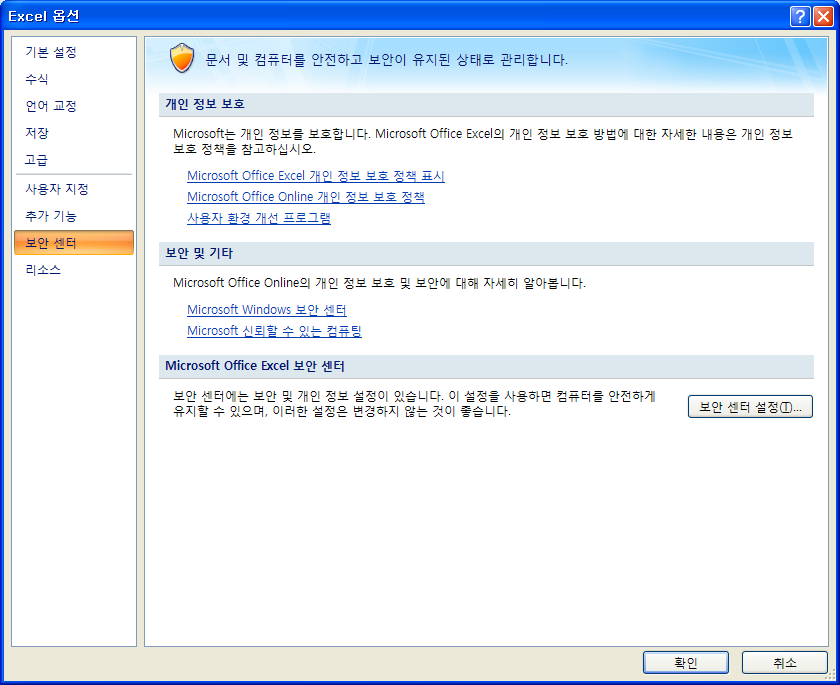 Excel 옵션
기본 설정
수식
언어 교정
저장
고급
사용자 지정
추가 기능
보안 센터
리소스
문서 및 컴퓨터를 안전하고 보안이 유지된 상태로 관리합니다.
개인 정보 보호
Microsoft는 개인 정보를 보호합니다. Microsoft Office Excel의 개인 정보 보호 방법에 대한 자세한 내용은 개인 정보
보호 정책을 참고하십시오.
Microsoft Office Excel 개인 정보 보호 정책 표시
Microsoft Office Online 개인 정보 보호 정책
사용자 환경 개선 프로그램
보안 및 기타
Microsoft Office Online의 개인 정보 보호 및 보안에 대해 자세히 알아봅니다.
Microsoft Windows 보안 센터
Microsoft 신뢰할 수 있는 컴퓨팅
Microsoft Office Excel 보안 센터
보안 센터에는 보안 및 개인 정보 설정이 있습니다. 이 설정을 사용하면 컴퓨터를 안전하게
유지할 수 있으며, 이러한 설정은 변경하지 않는 것이 좋습니다.
보안 센터 설정(T)...
확인
취소